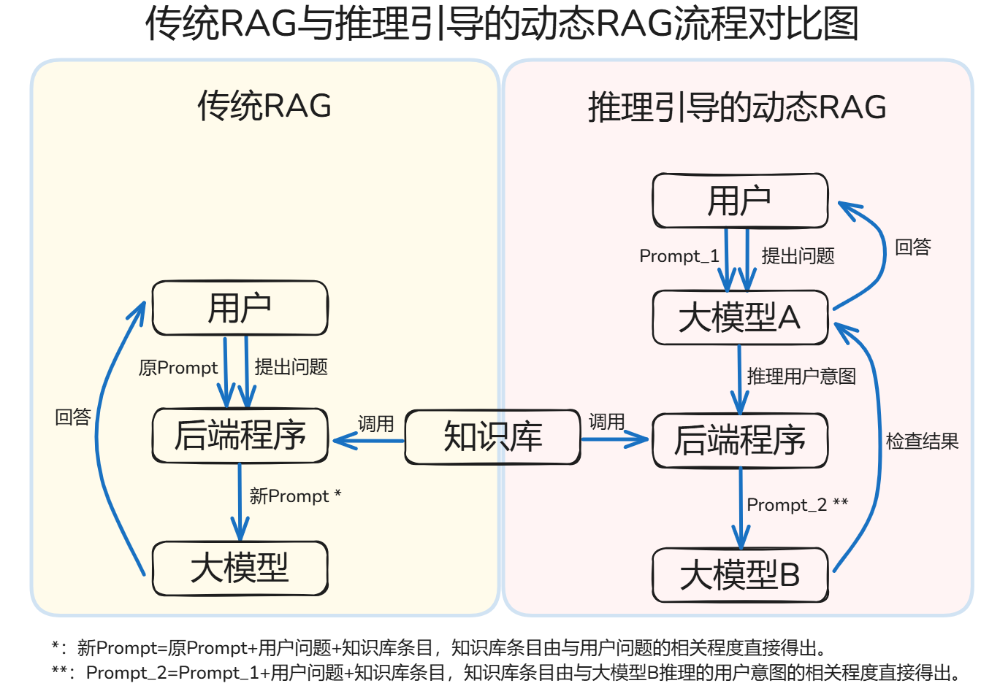 传统RAG与推理引导的动态RAG流程对比图
传统RAG
用户
原Prompt
提出问题
回答
后端程序
调用
知识库
新Prompt *
大模型
推理引导的动态RAG
用户
Prompt_1
提出问题
回答
大模型A
推理用户意图
调用
后端程序
检查结果
Prompt_2 **
大模型B
*：新Prompt=原Prompt+用户问题+知识库条目，知识库条目由与用户问题的相关程度直接得出。
**：Prompt_2=Prompt_1+用户问题+知识库条目，知识库条目由与大模型B推理的用户意图的相关程度直接得出。